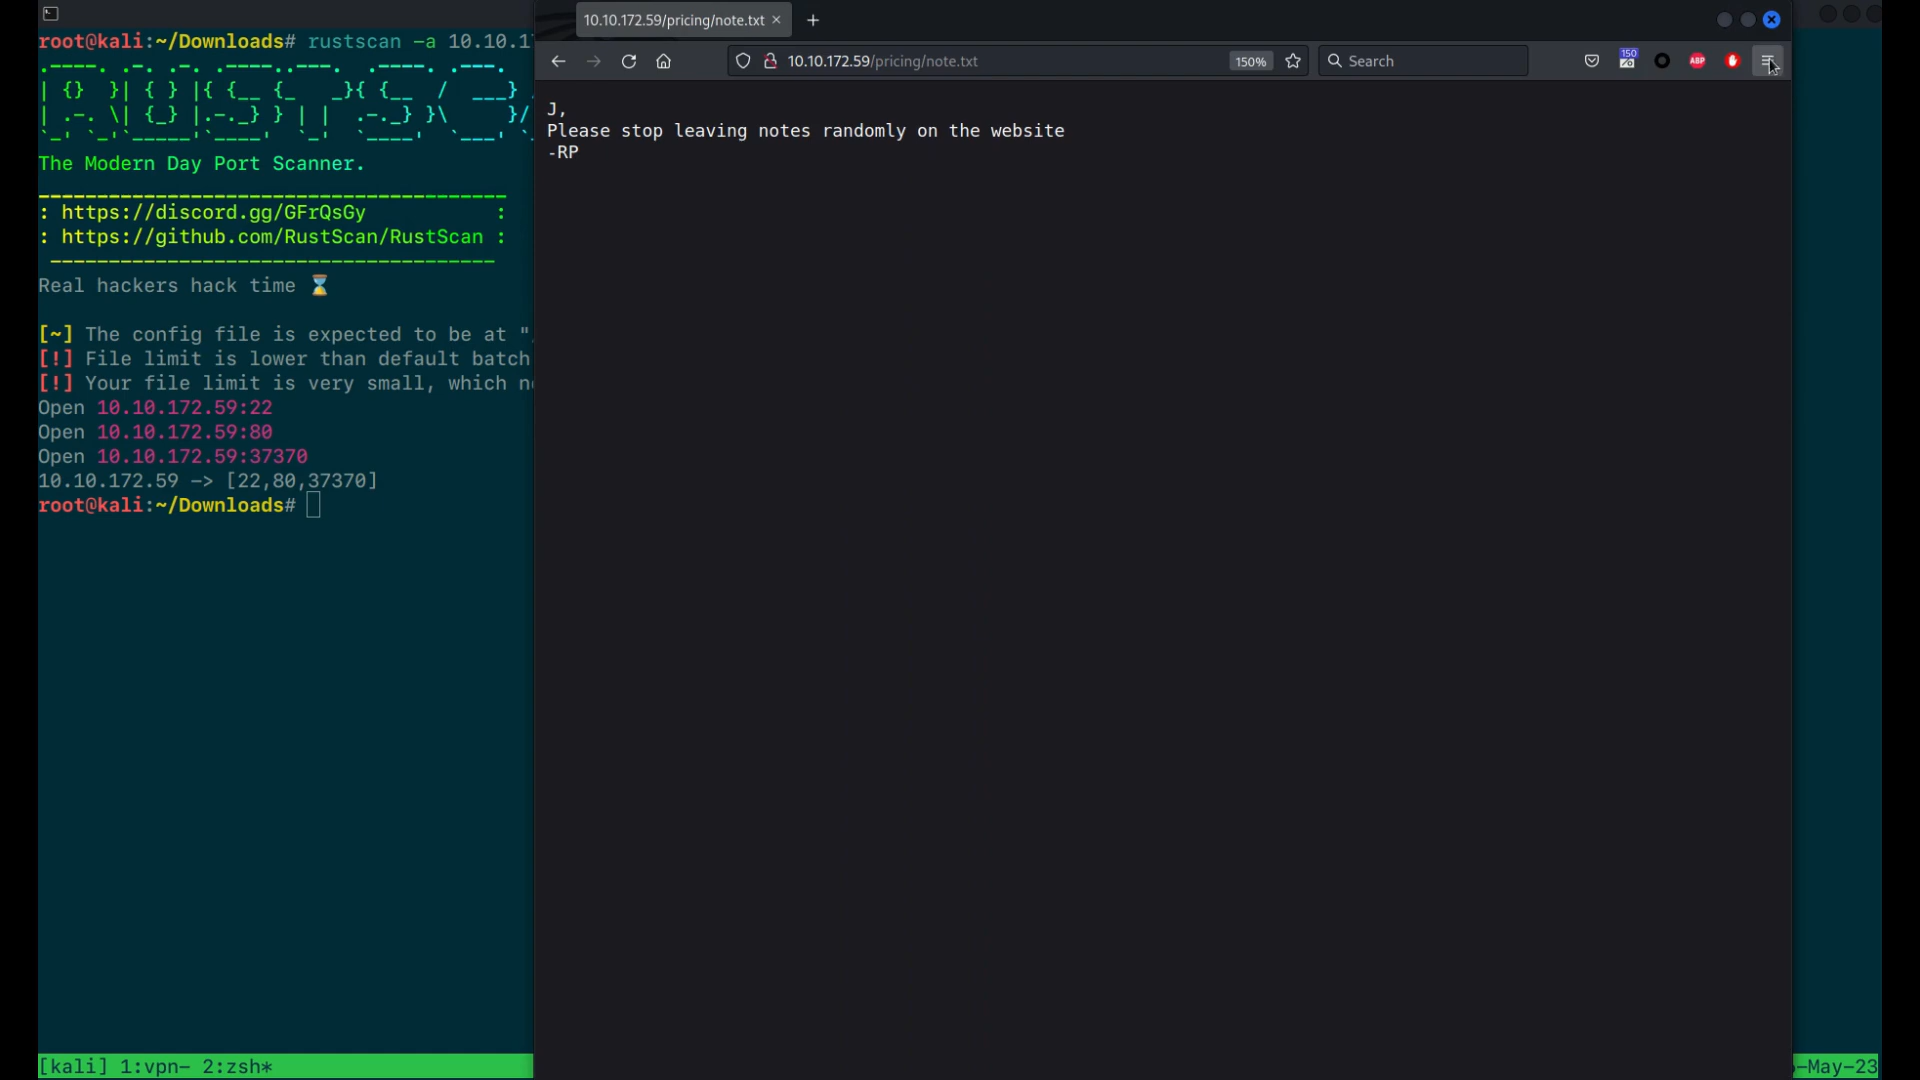 root@kali:~/Downloads# rustscan -a 10.10.1
The Modern Day Port Scanner.
: https://discord.gg/GFrQsGy :
: https://github.com/RustScan/RustScan :
Real hackers hack time ⌛
[~] The config file is expected to be at "
[!] File limit is lower than default batch
[!] Your file limit is very small, which n
Open 10.10.172.59:22
Open 10.10.172.59:80
Open 10.10.172.59:37370
10.10.172.59 -> [22,80,37370]
root@kali:~/Downloads#
[kali] 1:vpn- 2:zsh*
10.10.172.59/pricing/note.txt
10.10.172.59/pricing/note.txt
150%
Search
150
ABP
J,
Please stop leaving notes randomly on the website
-RP
-May-23